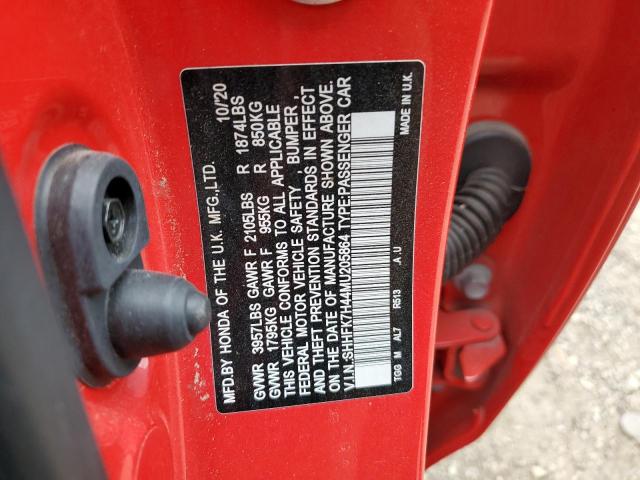 MFD.BY HONDA OF THE U.K. MFG.,LTD. 10/'20
GVWR 3957LBS GAWR F 2105LBS R 1874LBS
GVWR 1795KG GAWR F 955KG R 850KG
THIS VEHICLE CONFORMS TO ALL APPLICABLE
FEDERAL MOTOR VEHICLE SAFETY , BUMPER ,
AND THEFT PREVENTION STANDARDS IN EFFECT
ON THE DATE OF MANUFACTURE SHOWN ABOVE.
V.I.N.SHHFK7H44MU205864 TYPE:PASSENGER CAR
TGG M AL7 R513 .A U MADE IN U.K.